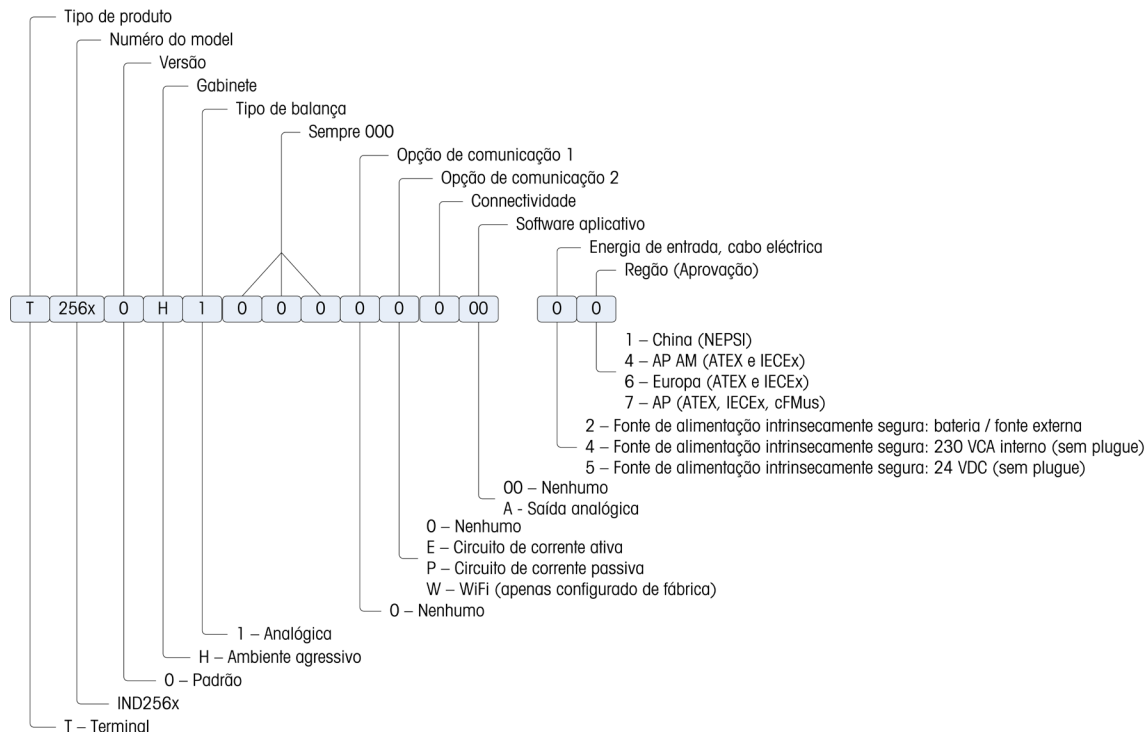 Tipo de produto
Numéro do model
Versão
Gabinete
Tipo de balança
Sempre 000
Opção de comunicação 1
Opção de comunicação 2
Connectividade
Software aplicativo
Energia de entrada, cabo eléctrica
Regão (Aprovação)
T 256x 0 H 1 0 0 0 0 0 0 00 0 0
1 – China (NEPSI)
4 – AP AM (ATEX e IECEx)
6 – Europa (ATEX e IECEx)
7 – AP (ATEX, IECEx, cFMus)
2 – Fonte de alimentação intrinsecamente segura: bateria / fonte externa
4 – Fonte de alimentação intrinsecamente segura: 230 VCA interno (sem plugue)
5 – Fonte de alimentação intrinsecamente segura: 24 VDC (sem plugue)
00 – Nenhumo
A - Saída analógica
0 – Nenhumo
E – Circuito de corrente ativa
P – Circuito de corrente passiva
W – WiFi (apenas configurado de fábrica)
0 – Nenhumo
1 – Analógica
H – Ambiente agressivo
0 – Padrão
IND256x
T – Terminal